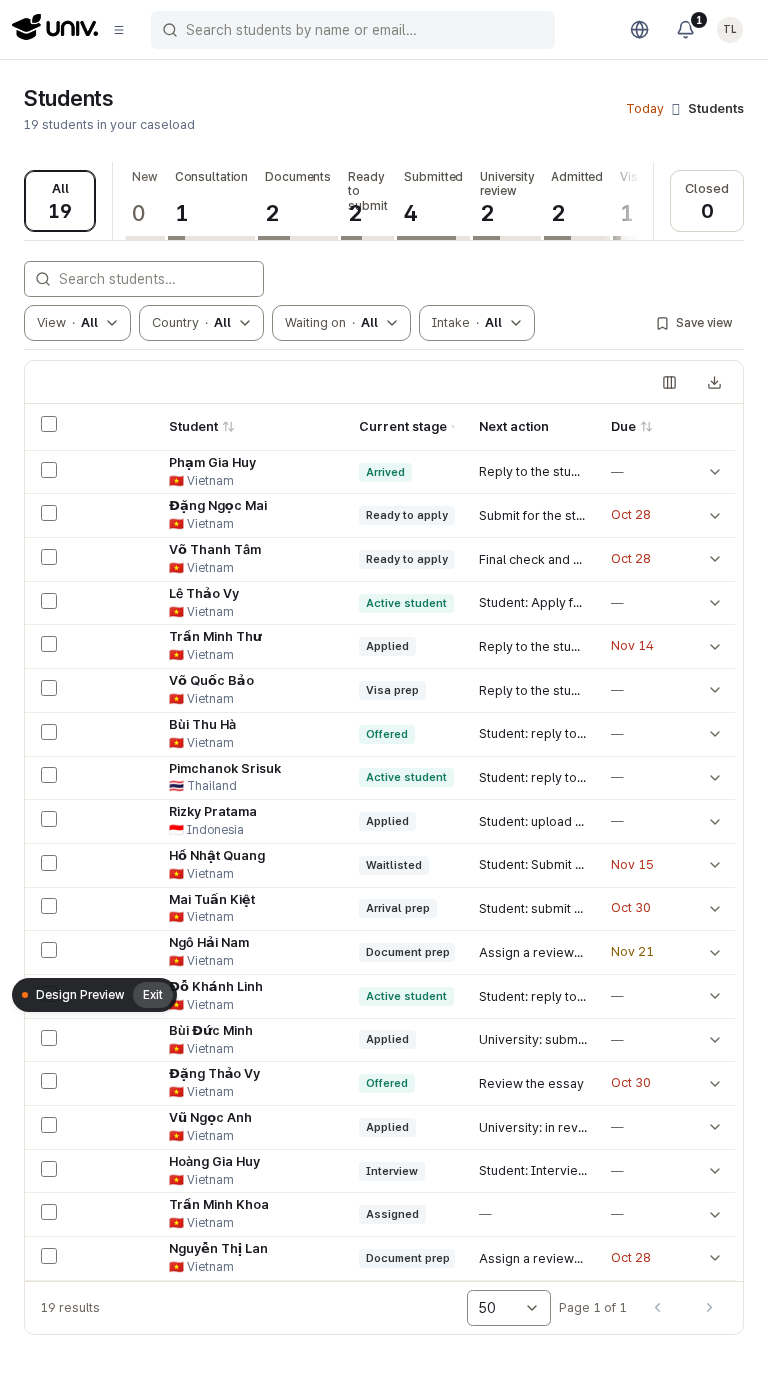 UNIV.
Search students by name or email...
1
TL
Students
19 students in your caseload
Today
Students
All
19
New
0
Consultation
1
Documents
2
Ready to submit
2
Submitted
4
University review
2
Admitted
2
1
Closed
0
Search students...
View · All
Country · All
Waiting on · All
Intake · All
Save view
Student
Current stage
Next action
Due
Phạm Gia Huy
Vietnam
Arrived
Reply to the stu...
—
Đặng Ngọc Mai
Vietnam
Ready to apply
Submit for the st...
Oct 28
Võ Thanh Tâm
Vietnam
Ready to apply
Final check and ...
Oct 28
Lê Thảo Vy
Vietnam
Active student
Student: Apply f...
—
Trần Minh Thư
Vietnam
Applied
Reply to the stu...
Nov 14
Võ Quốc Bảo
Vietnam
Visa prep
Reply to the stu...
—
Bùi Thu Hà
Vietnam
Offered
Student: reply to...
—
Pimchanok Srisuk
Thailand
Active student
Student: reply to...
—
Rizky Pratama
Indonesia
Applied
Student: upload ...
—
Hồ Nhật Quang
Vietnam
Waitlisted
Student: Submit ...
Nov 15
Mai Tuấn Kiệt
Vietnam
Arrival prep
Student: submit ...
Oct 30
Ngô Hải Nam
Vietnam
Document prep
Assign a review...
Nov 21
Design Preview
Exit
Đỗ Khánh Linh
Vietnam
Active student
Student: reply to...
—
Bùi Đức Minh
Vietnam
Applied
University: subm...
—
Đặng Thảo Vy
Vietnam
Offered
Review the essay
Oct 30
Vũ Ngọc Anh
Vietnam
Applied
University: in rev...
—
Hoàng Gia Huy
Vietnam
Interview
Student: Intervie...
—
Trần Minh Khoa
Vietnam
Assigned
—
—
Nguyễn Thị Lan
Vietnam
Document prep
Assign a review...
Oct 28
19 results
50
Page 1 of 1